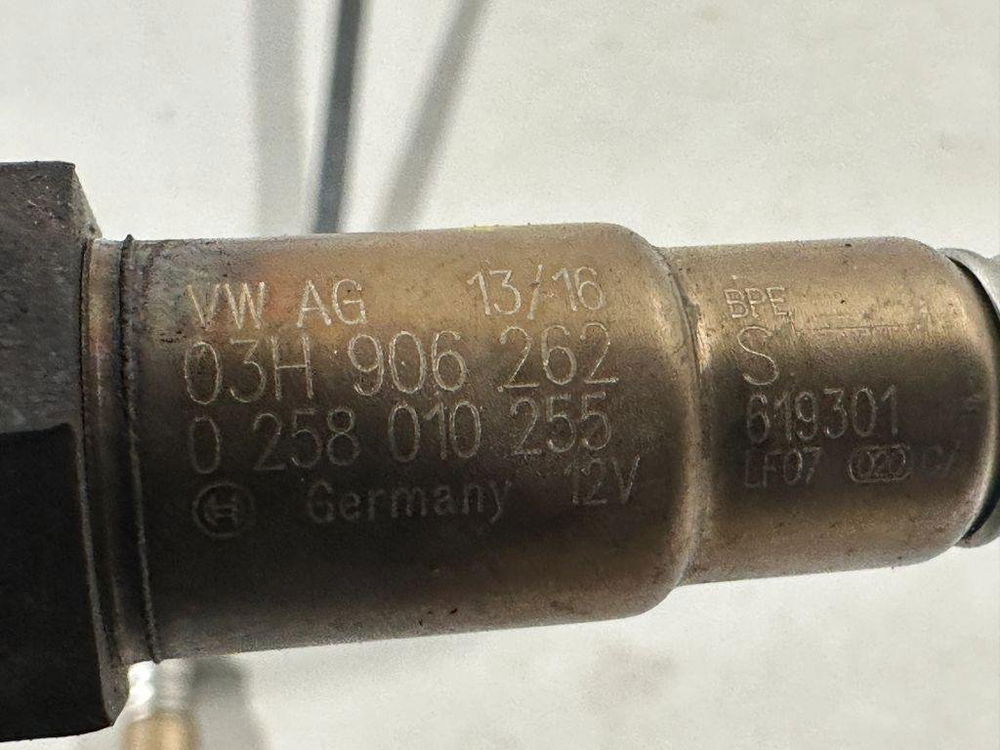 VW AG 13/16
03H 906 262
0 258 010 255
Germany 12V
BPE
S
619301
LF07